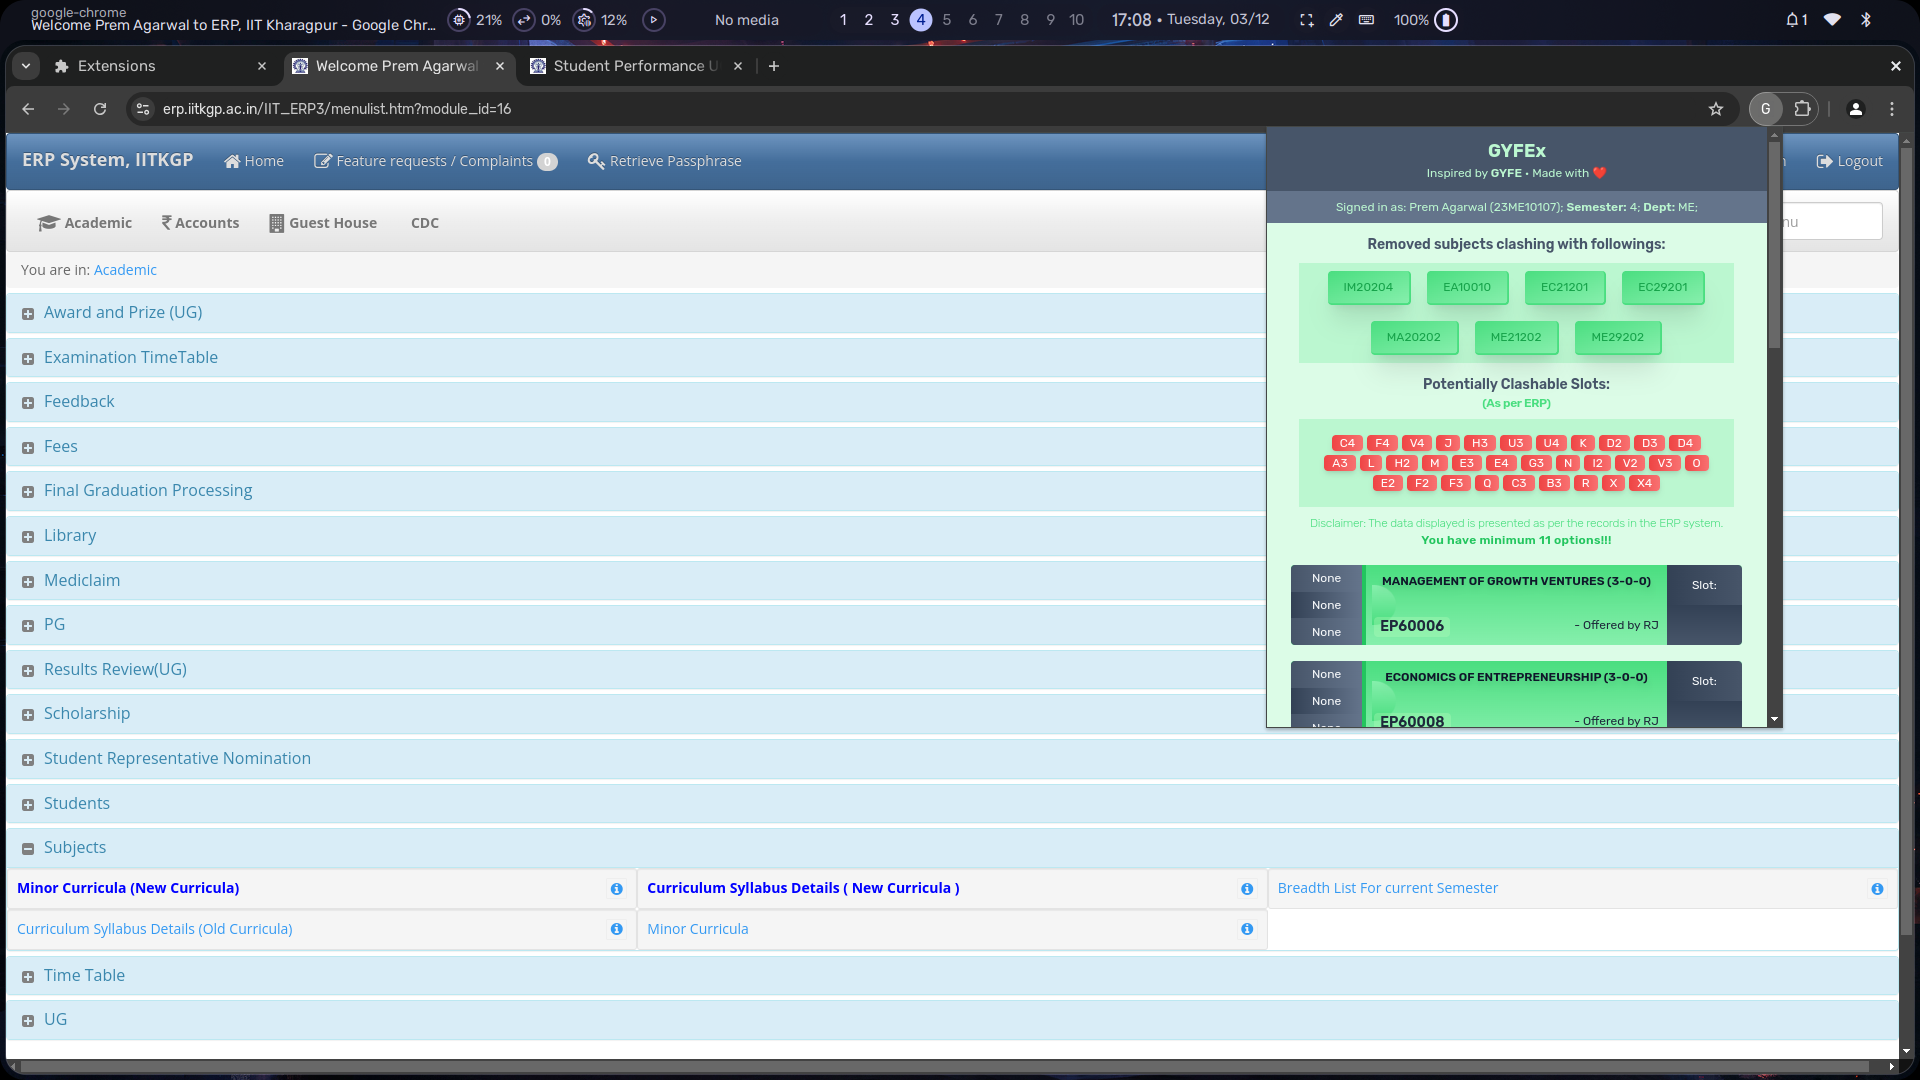 google-chrome
Welcome Prem Agarwal to ERP, IIT Kharagpur - Google Chr...
21% 0% 12%
No media
1 2 3 4 5 6 7 8 9 10
17:08 • Tuesday, 03/12
100%
1
Extensions
Welcome Prem Agarwal
Student Performance U
erp.iitkgp.ac.in/IIT_ERP3/menulist.htm?module_id=16
G
ERP System, IITKGP
Home
Feature requests / Complaints 0
Retrieve Passphrase
Logout
Academic
Accounts
Guest House
CDC
nu
You are in: Academic
Award and Prize (UG)
Examination TimeTable
Feedback
Fees
Final Graduation Processing
Library
Mediclaim
PG
Results Review(UG)
Scholarship
Student Representative Nomination
Students
Subjects
Minor Curricula (New Curricula)
Curriculum Syllabus Details ( New Curricula )
Breadth List For current Semester
Curriculum Syllabus Details (Old Curricula)
Minor Curricula
Time Table
UG
GYFEx
Inspired by GYFE • Made with ❤️
Signed in as: Prem Agarwal (23ME10107); Semester: 4; Dept: ME;
Removed subjects clashing with followings:
IM20204 EA10010 EC21201 EC29201
MA20202 ME21202 ME29202
Potentially Clashable Slots:
(As per ERP)
C4 F4 V4 J H3 U3 U4 K D2 D3 D4
A3 L H2 M E3 E4 G3 N I2 V2 V3 O
E2 F2 F3 Q C3 B3 R X X4
Disclaimer: The data displayed is presented as per the records in the ERP system.
You have minimum 11 options!!!
None
None
None
MANAGEMENT OF GROWTH VENTURES (3-0-0)
EP60006
- Offered by RJ
Slot:
None
None
None
ECONOMICS OF ENTREPRENEURSHIP (3-0-0)
EP60008
- Offered by RJ
Slot: